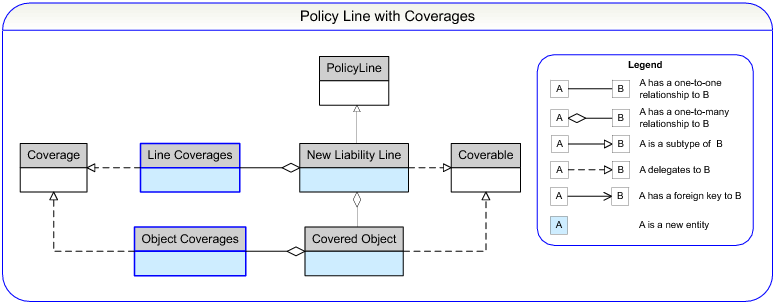 Policy Line with Coverages
PolicyLine
Coverage
Line Coverages
New Liability Line
Coverable
Object Coverages
Covered Object
Legend
A B A has a one-to-one
relationship to B
A B A has a one-to-many
relationship to B
A B A is a subtype of B
A B A delegates to B
A B A has a foreign key to B
A A is a new entity